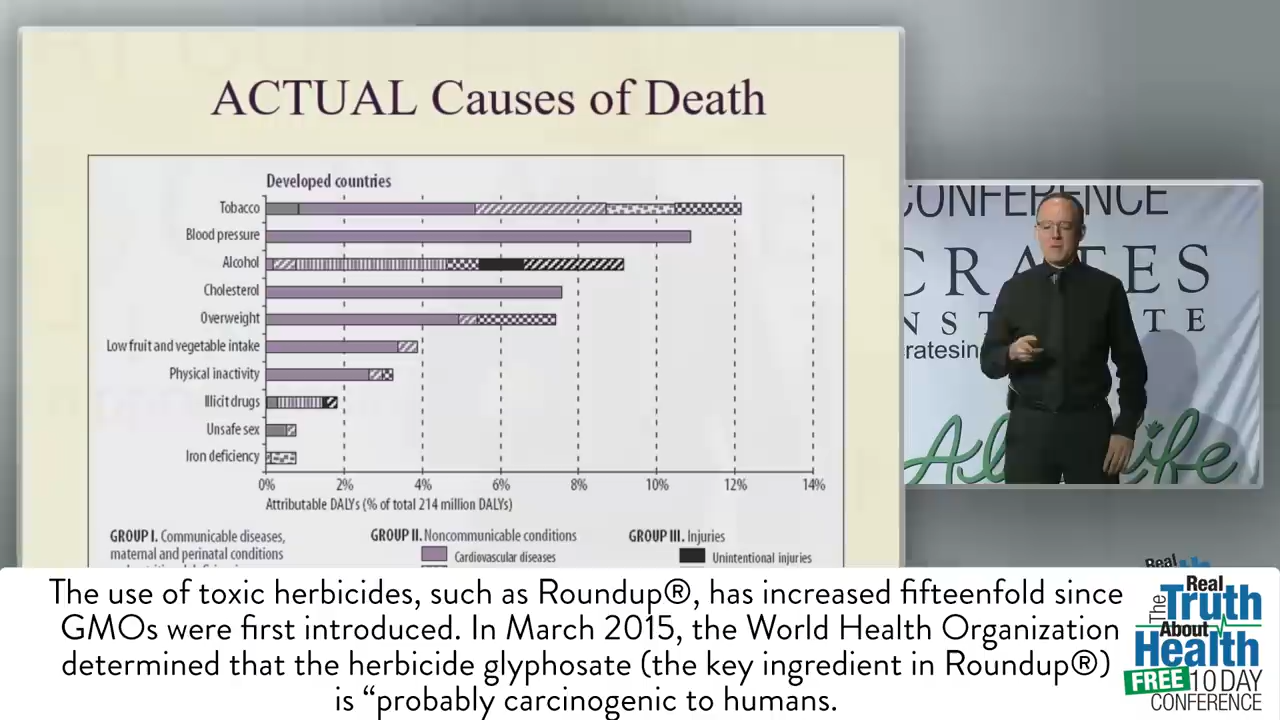 ACTUAL Causes of Death
Developed countries
Tobacco
Blood pressure
Alcohol
Cholesterol
Overweight
Low fruit and vegetable intake
Physical inactivity
Illicit drugs
Unsafe sex
Iron deficiency
0% 2% 4% 6% 8% 10% 12% 14%
Attributable DALYs (% of total 214 million DALYs)
GROUP I. Communicable diseases,
maternal and perinatal conditions
GROUP II. Noncommunicable conditions
Cardiovascular diseases
GROUP III. Injuries
Unintentional injuries
CONFERENCE
CRATES
INST TE
ratesin
Al ife
The use of toxic herbicides, such as Roundup®, has increased fifteenfold since
GMOs were first introduced. In March 2015, the World Health Organization
determined that the herbicide glyphosate (the key ingredient in Roundup®)
is “probably carcinogenic to humans.
Real
The Real
Truth
About
Health
FREE 10 DAY
CONFERENCE